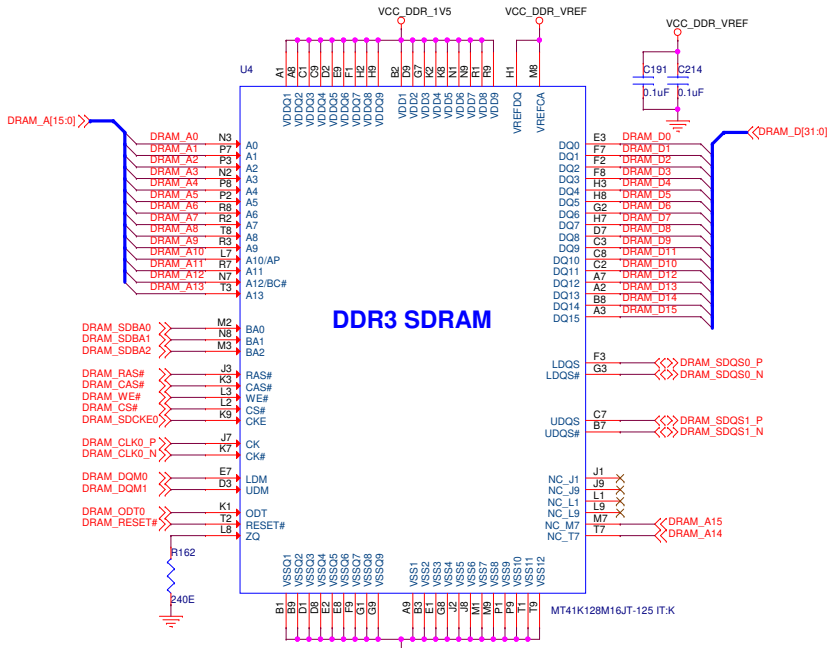 VCC_DDR_1V5
VCC_DDR_VREF
VCC_DDR_VREF
U4
A1 A8 C1 C9 D2 E9 F1 H2 H9 B2 D9 G7 K2 K8 N1 N9 R1 R9 H1 M8
VDDQ1 VDDQ2 VDDQ3 VDDQ4 VDDQ5 VDDQ6 VDDQ7 VDDQ8 VDDQ9 VDD1 VDD2 VDD3 VDD4 VDD5 VDD6 VDD7 VDD8 VDD9 VREFDQ VREFCA
C191 C214
0.1uF 0.1uF
DRAM_A[15:0]
DRAM_D[31:0]
DRAM_A0 N3 A0
DRAM_A1 P7 A1
DRAM_A2 P3 A2
DRAM_A3 N2 A3
DRAM_A4 P8 A4
DRAM_A5 P2 A5
DRAM_A6 R8 A6
DRAM_A7 R2 A7
DRAM_A8 T8 A8
DRAM_A9 R3 A9
DRAM_A10 L7 A10/AP
DRAM_A11 R7 A11
DRAM_A12 N7 A12/BC#
DRAM_A13 T3 A13
DQ0 E3 DRAM_D0
DQ1 F7 DRAM_D1
DQ2 F2 DRAM_D2
DQ3 F8 DRAM_D3
DQ4 H3 DRAM_D4
DQ5 H8 DRAM_D5
DQ6 G2 DRAM_D6
DQ7 H7 DRAM_D7
DQ8 D7 DRAM_D8
DQ9 C3 DRAM_D9
DQ10 C8 DRAM_D11
DQ11 C2 DRAM_D10
DQ12 A7 DRAM_D12
DQ13 A2 DRAM_D13
DQ14 B8 DRAM_D14
DQ15 A3 DRAM_D15
DDR3 SDRAM
DRAM_SDBA0 M2 BA0
DRAM_SDBA1 N8 BA1
DRAM_SDBA2 M3 BA2
DRAM_RAS# J3 RAS#
DRAM_CAS# K3 CAS#
DRAM_WE# L3 WE#
DRAM_CS# L2 CS#
DRAM_SDCKE0 K9 CKE
DRAM_CLK0_P J7 CK
DRAM_CLK0_N K7 CK#
DRAM_DQM0 E7 LDM
DRAM_DQM1 D3 UDM
DRAM_ODT0 K1 ODT
DRAM_RESET# T2 RESET#
L8 ZQ
R162
240E
LDQS F3 DRAM_SDQS0_P
LDQS# G3 DRAM_SDQS0_N
UDQS C7 DRAM_SDQS1_P
UDQS# B7 DRAM_SDQS1_N
NC_J1 J1
NC_J9 J9
NC_L1 L1
NC_L9 L9
NC_M7 M7 DRAM_A15
NC_T7 T7 DRAM_A14
VSSQ1 VSSQ2 VSSQ3 VSSQ4 VSSQ5 VSSQ6 VSSQ7 VSSQ8 VSSQ9 VSS1 VSS2 VSS3 VSS4 VSS5 VSS6 VSS7 VSS8 VSS9 VSS10 VSS11 VSS12
B1 B9 D1 D8 E2 E8 F9 G1 G9 A9 B3 E1 G8 J2 J8 M1 M9 P1 P9 T1 T9
MT41K128M16JT-125 IT:K